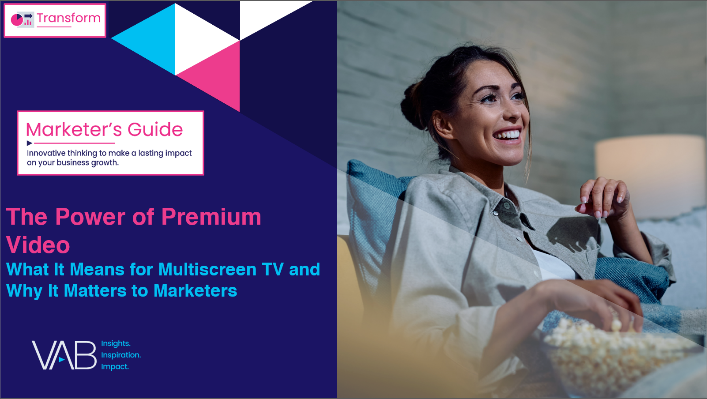 Transform
Marketer's Guide
Innovative thinking to make a lasting impact
on your business growth.
The Power of Premium
Video
What It Means for Multiscreen TV and
Why It Matters to Marketers
VAB
Insights.
Inspiration.
Impact.